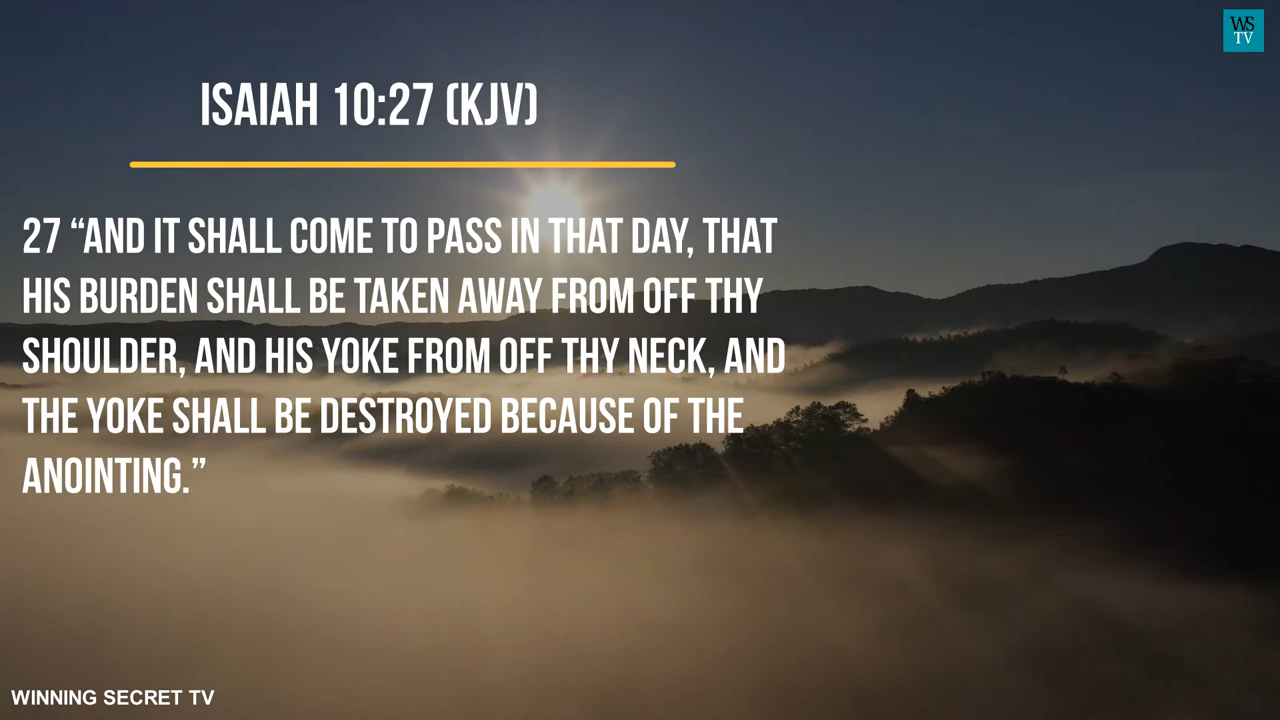 WS
TV
ISAIAH 10:27 (KJV)
27 “AND IT SHALL COME TO PASS IN THAT DAY, THAT
HIS BURDEN SHALL BE TAKEN AWAY FROM OFF THY
SHOULDER, AND HIS YOKE FROM OFF THY NECK, AND
THE YOKE SHALL BE DESTROYED BECAUSE OF THE
ANOINTING.”
WINNING SECRET TV